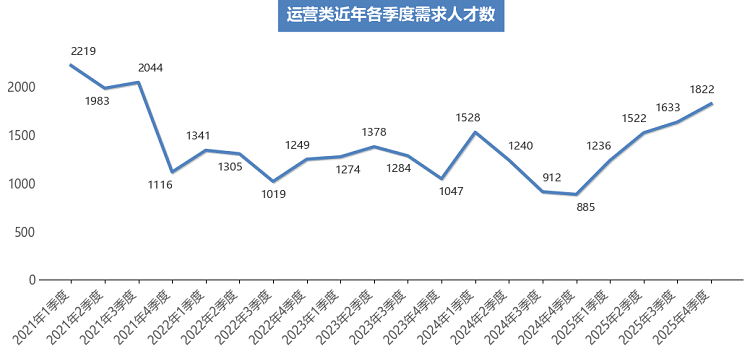 运营类近年各季度需求人才数
2219
1983
2044
1116
1341
1305
1019
1249
1274
1378
1284
1047
1528
1240
912
885
1236
1522
1633
1822
2000
1500
1000
500
0
2021年1季度
2021年2季度
2021年3季度
2021年4季度
2022年1季度
2022年2季度
2022年3季度
2022年4季度
2023年1季度
2023年2季度
2023年3季度
2023年4季度
2024年1季度
2024年2季度
2024年3季度
2024年4季度
2025年1季度
2025年2季度
2025年3季度
2025年4季度